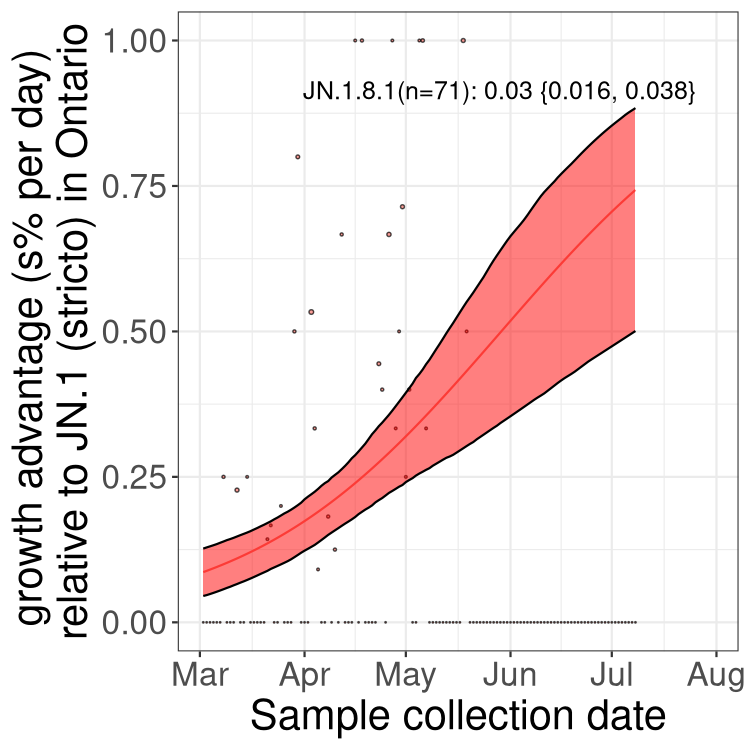 growth advantage (s% per day)
relative to JN.1 (stricto) in Ontario
1.00
0.75
0.50
0.25
0.00
JN.1.8.1(n=71): 0.03 {0.016, 0.038}
Mar Apr May Jun Jul Aug
Sample collection date